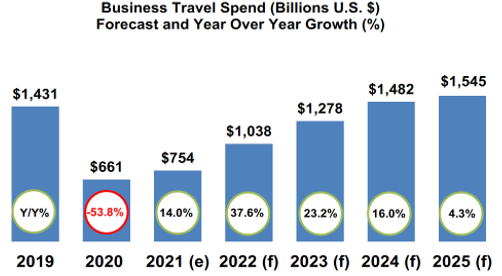 Business Travel Spend (Billions U.S. $)
Forecast and Year Over Year Growth (%)
$1,431
$661
$754
$1,038
$1,278
$1,482
$1,545
Y/Y%
-53.8%
14.0%
37.6%
23.2%
16.0%
4.3%
2019
2020
2021 (e)
2022 (f)
2023 (f)
2024 (f)
2025 (f)